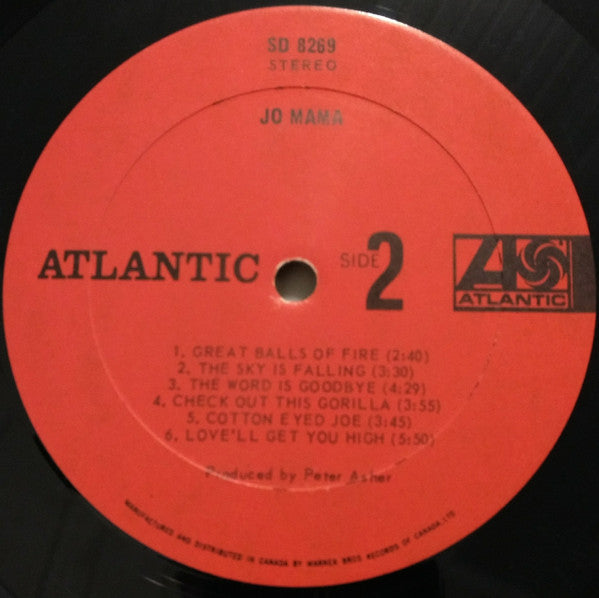 SD 8269
STEREO
JO MAMA
ATLANTIC
SIDE 2
ATLANTIC
1. GREAT BALLS OF FIRE (2:40)
2. THE SKY IS FALLING (3:30)
3. THE WORD IS GOODBYE (4:29)
4. CHECK OUT THIS GORILLA (3:55)
5. COTTON EYED JOE (3:45)
6. LOVE'LL GET YOU HIGH (5:50)
Produced by Peter Asher
MANUFACTURED AND DISTRIBUTED IN CANADA BY WARNER BROS RECORDS OF CANADA, LTD